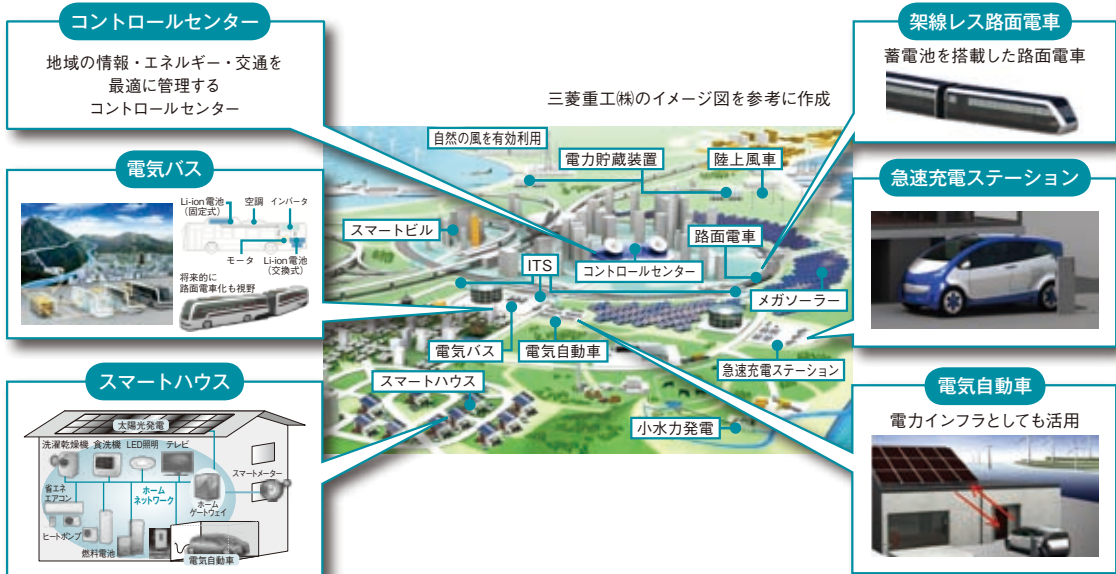 コントロールセンター
地域の情報・エネルギー・交通を
最適に管理する
コントロールセンター
電気バス
Li-ion電池
(固定式)
空調
インバータ
モータ
Li-ion電池
(交換式)
将来的に
路面電車化も視野
スマートハウス
太陽光発電
洗濯乾燥機
食洗機
LED照明
テレビ
スマートメーター
省エネ
エアコン
ホーム
ネットワーク
ホーム
ゲートウェイ
ヒートポンプ
燃料電池
電気自動車
三菱重工㈱のイメージ図を参考に作成
自然の風を有効利用
電力貯蔵装置
陸上風車
スマートビル
路面電車
コントロールセンター
ITS
メガソーラー
電気バス
電気自動車
急速充電ステーション
スマートハウス
小水力発電
架線レス路面電車
蓄電池を搭載した路面電車
急速充電ステーション
電気自動車
電力インフラとしても活用